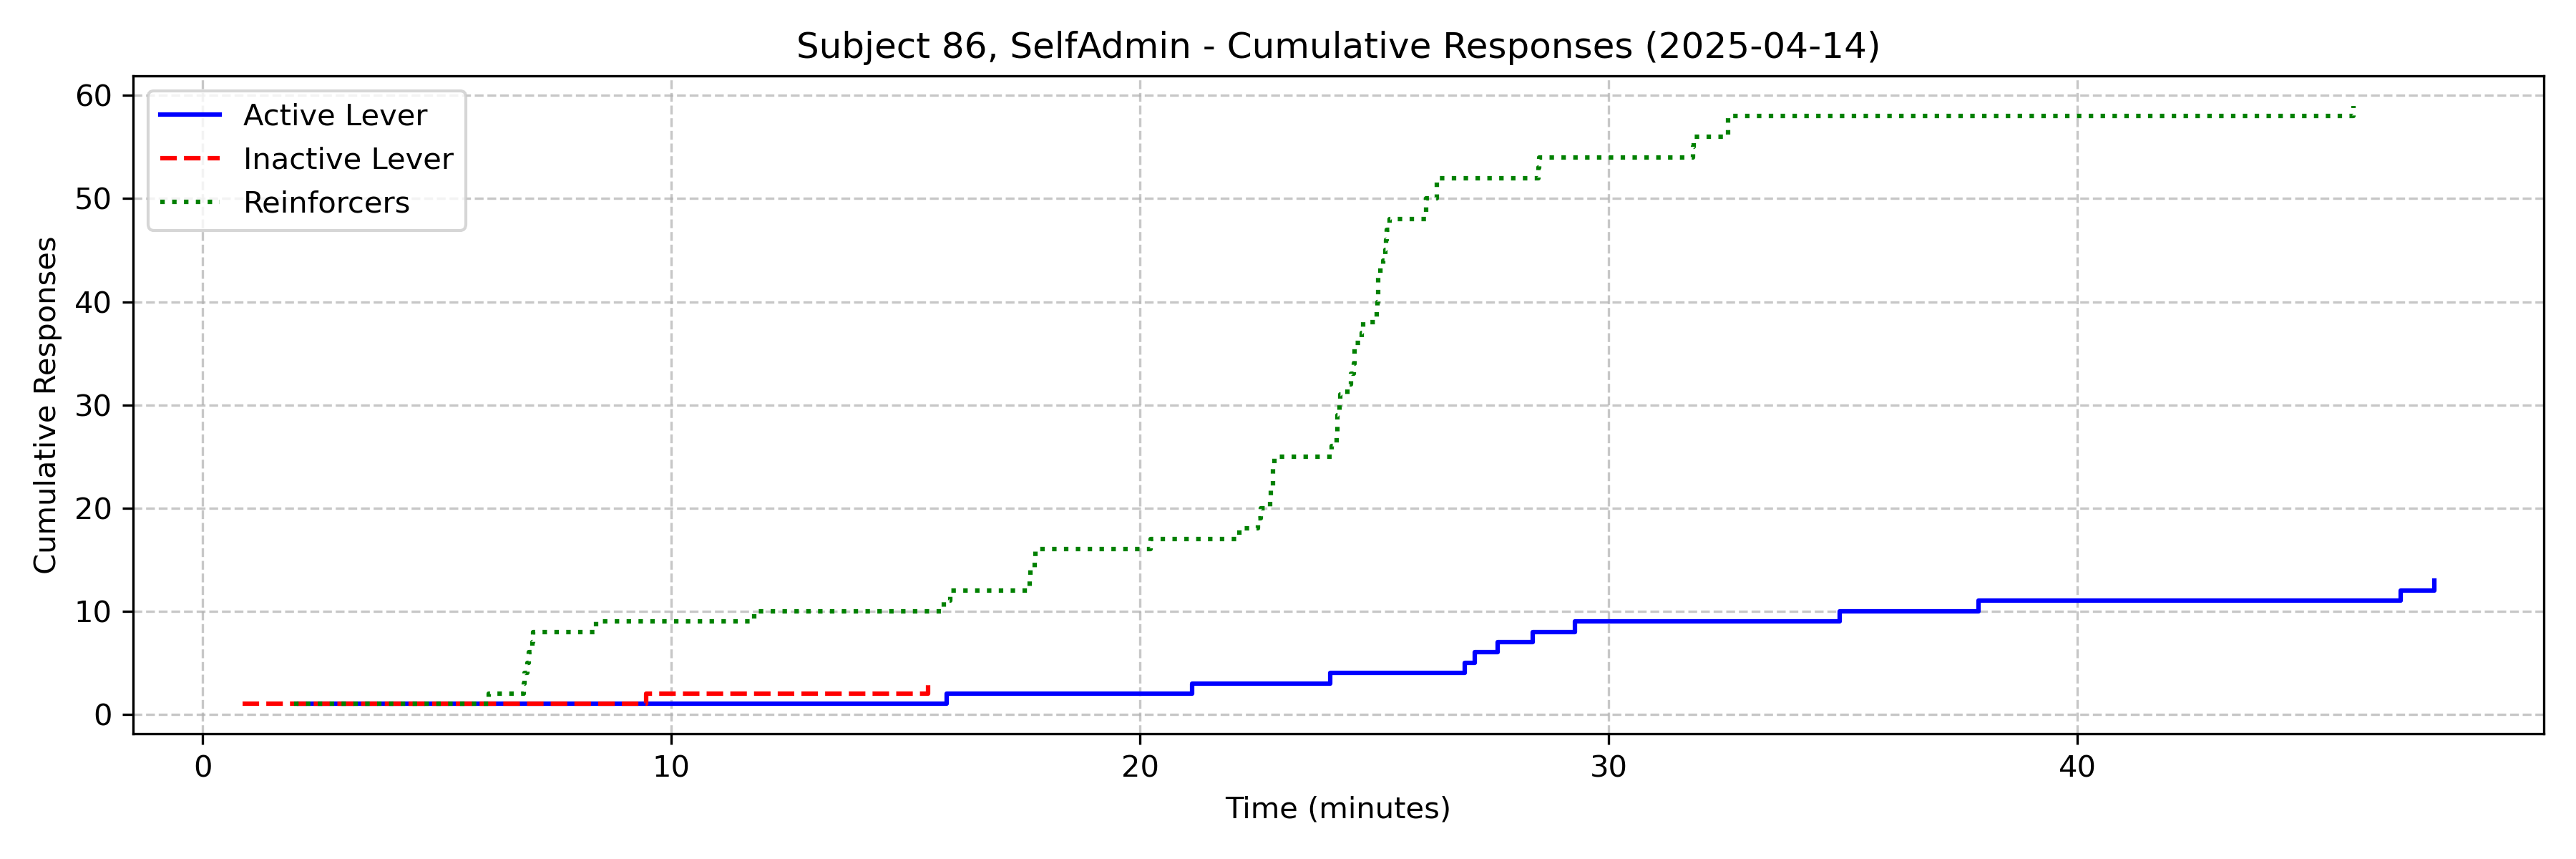 Subject 86, SelfAdmin - Cumulative Responses (2025-04-14)
Active Lever
Inactive Lever
Reinforcers
Cumulative Responses
60
50
40
30
20
10
0
0 10 20 30 40
Time (minutes)